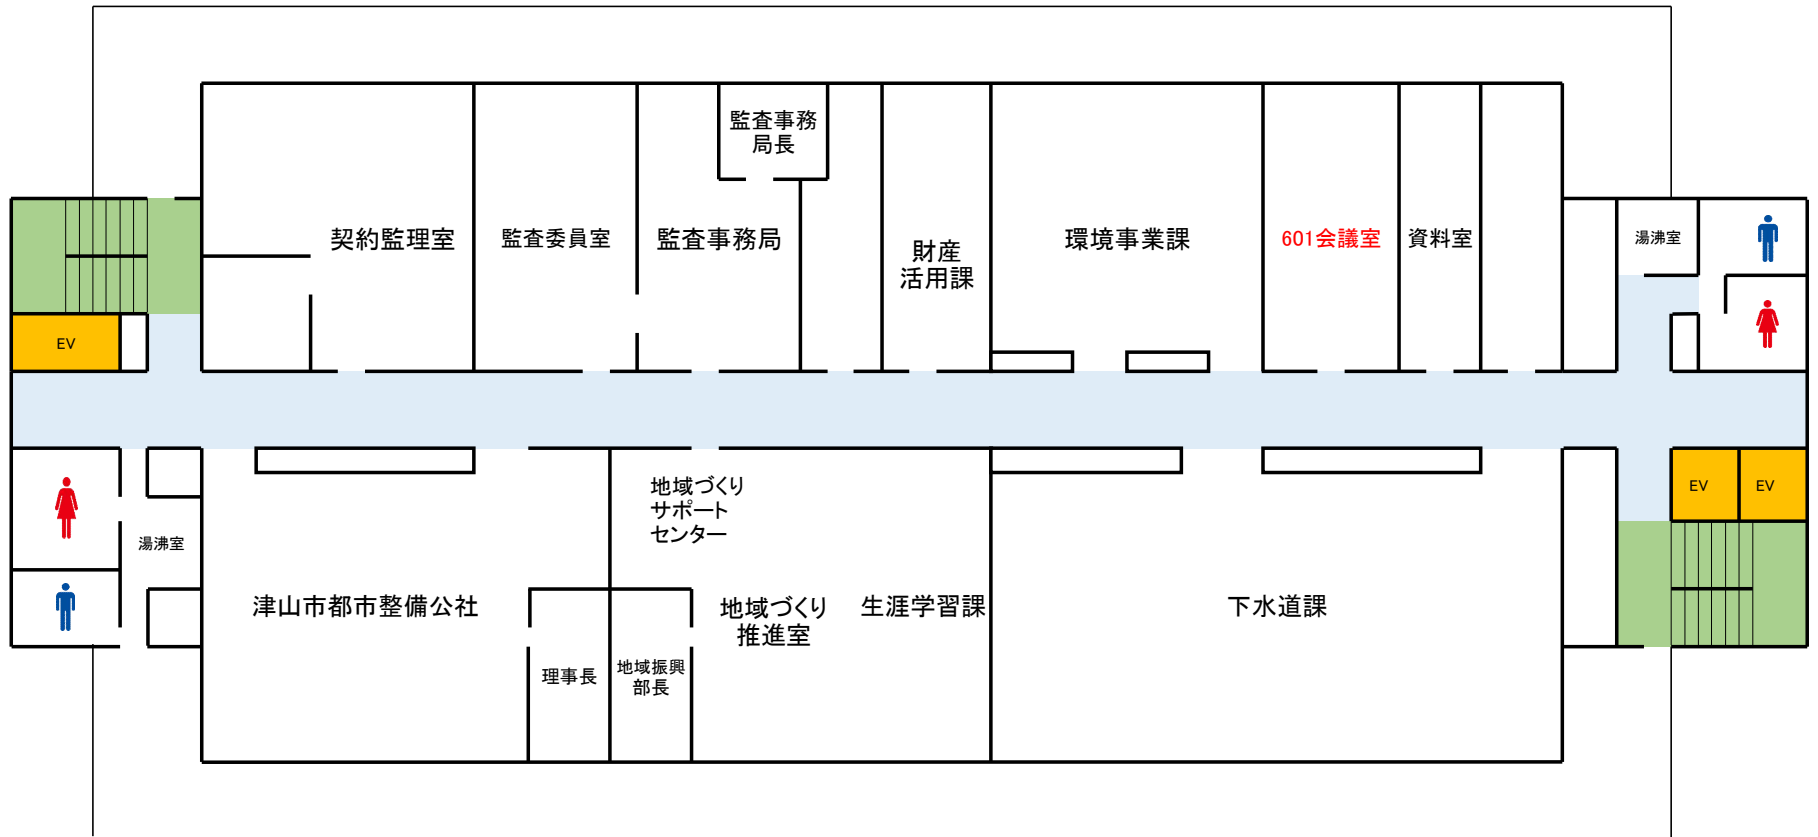 監査事務
局長
契約監理室
監査委員室
監査事務局
財産
活用課
環境事業課
601会議室
資料室
湯沸室
EV
EV
EV
湯沸室
地域づくり
サポート
センター
津山市都市整備公社
地域づくり
推進室
生涯学習課
下水道課
理事長
地域振興
部長